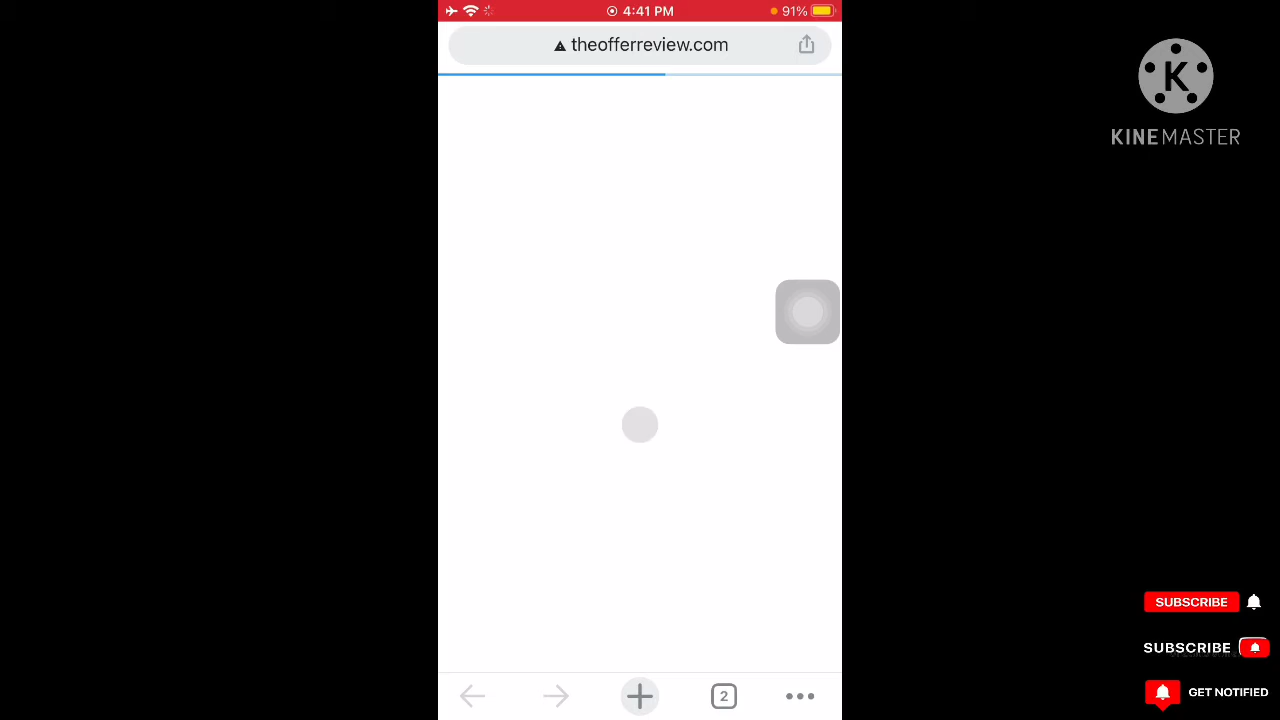 4:41 PM
91%
theofferreview.com
KINEMASTER
2
SUBSCRIBE
SUBSCRIBE
GET NOTIFIED